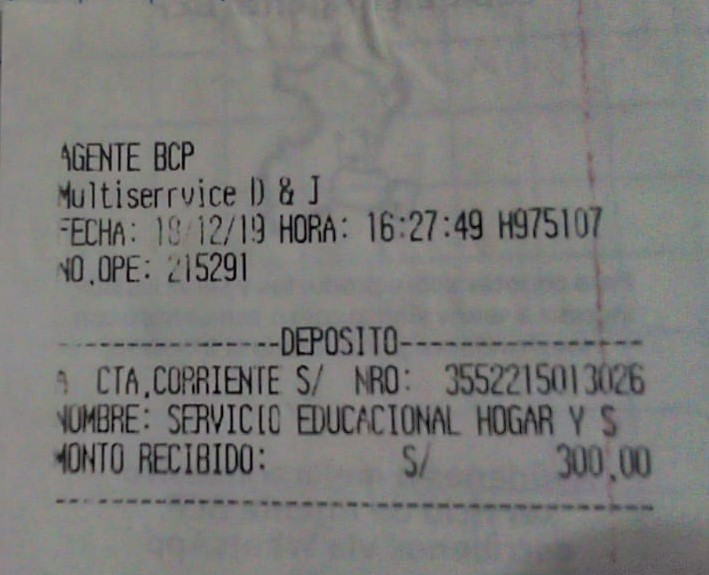 AGENTE BCP
Multiserrvice D & J
FECHA: 18/12/19 HORA: 16:27:49 H975107
NO.OPE: 215291
--------------------DEPOSITO--------------------
A CTA.CORRIENTE S/ NRO: 3552215013026
NOMBRE: SERVICIO EDUCACIONAL HOGAR Y S
MONTO RECIBIDO: S/ 300.00